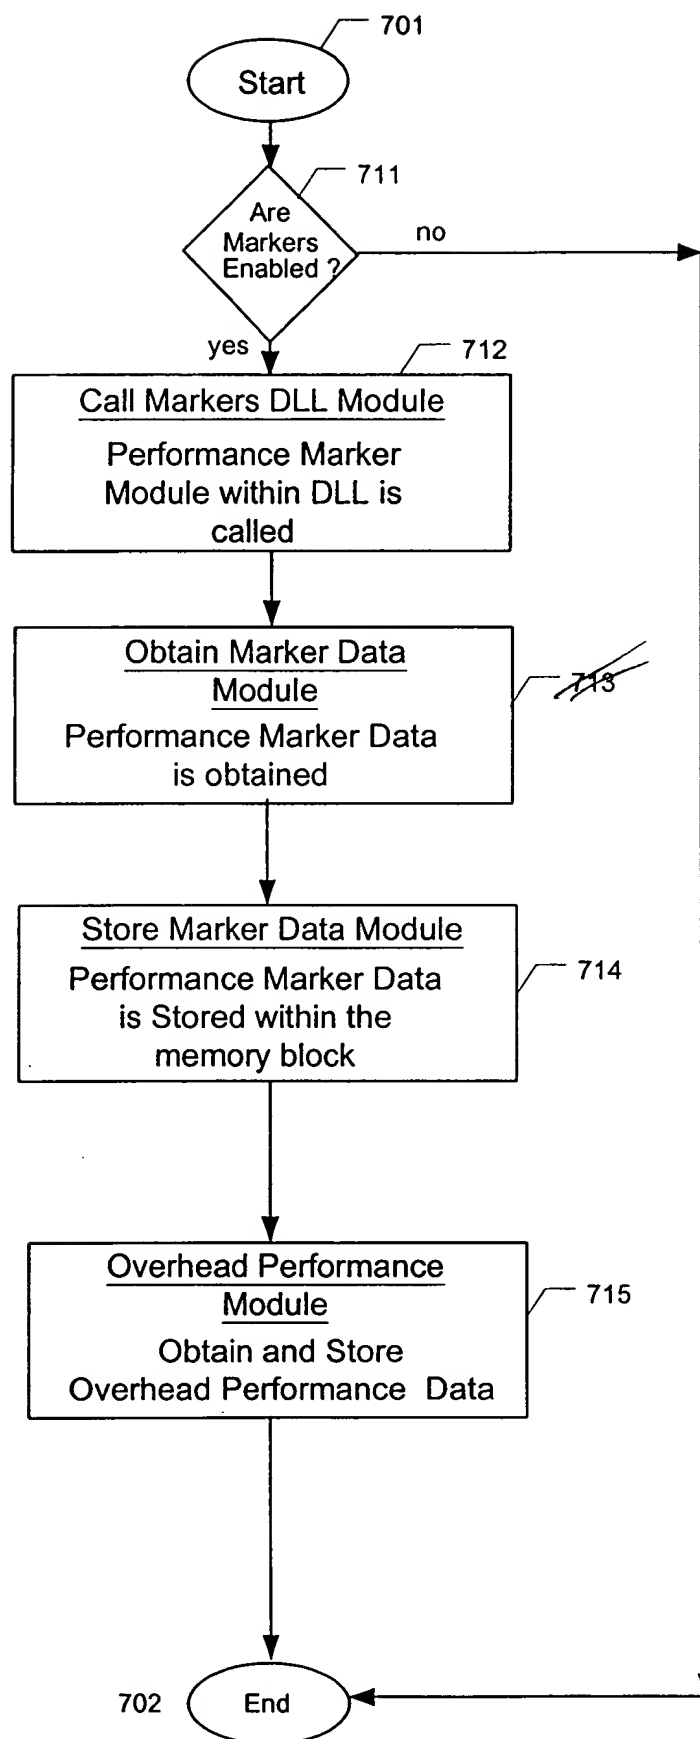 701
Start
711
Are
Markers
Enabled ?
no
yes
712
Call Markers DLL Module
Performance Marker
Module within DLL is
called
Obtain Marker Data
Module
713
Performance Marker Data
is obtained
Store Marker Data Module
714
Performance Marker Data
is Stored within the
memory block
Overhead Performance
Module
715
Obtain and Store
Overhead Performance Data
702
End